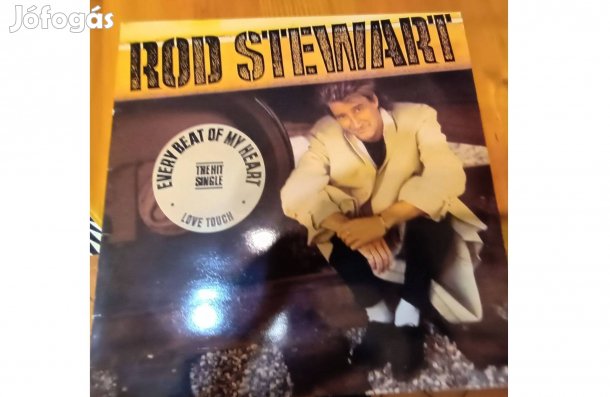 Jófogás
ROD STEWART
EVERY BEAT OF MY HEART
THE HIT
SINGLE
· LOVE TOUCH ·